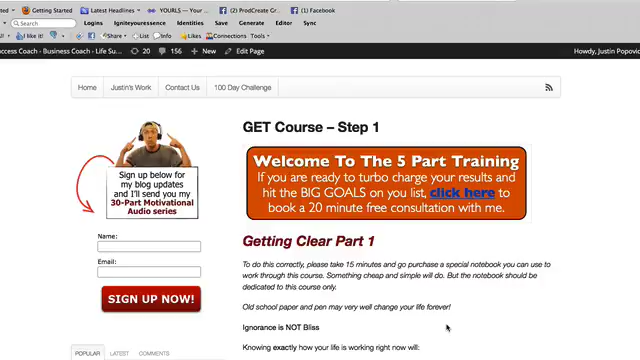 Getting Started
Latest Headlines
YOURLS — Your
(2) ProdCreate Gr
(1) Facebook
Search
Logins
Igniteyouressence
Identities
Save
Generate
Editor
Sync
I like it!
Share
Info
Likes
Connections
Tools
ccess Coach - Business Coach - Life Su...
20
156
+ New
Edit Page
Howdy, Justin Popovic
Home
Justin's Work
Contact Us
100 Day Challenge
Sign up below for
my blog updates
and I'll send you my
30-Part Motivational
Audio series
Name:
Email:
SIGN UP NOW!
POPULAR
LATEST
COMMENTS
GET Course – Step 1
Welcome To The 5 Part Training
If you are ready to turbo charge your results and
hit the BIG GOALS on you list, click here to
book a 20 minute free consultation with me.
Getting Clear Part 1
To do this correctly, please take 15 minutes and go purchase a special notebook you can use to
work through this course. Something cheap and simple will do. But the notebook should be
dedicated to this course only.
Old school paper and pen may very well change your life forever!
Ignorance is NOT Bliss
Knowing exactly how your life is working right now will: